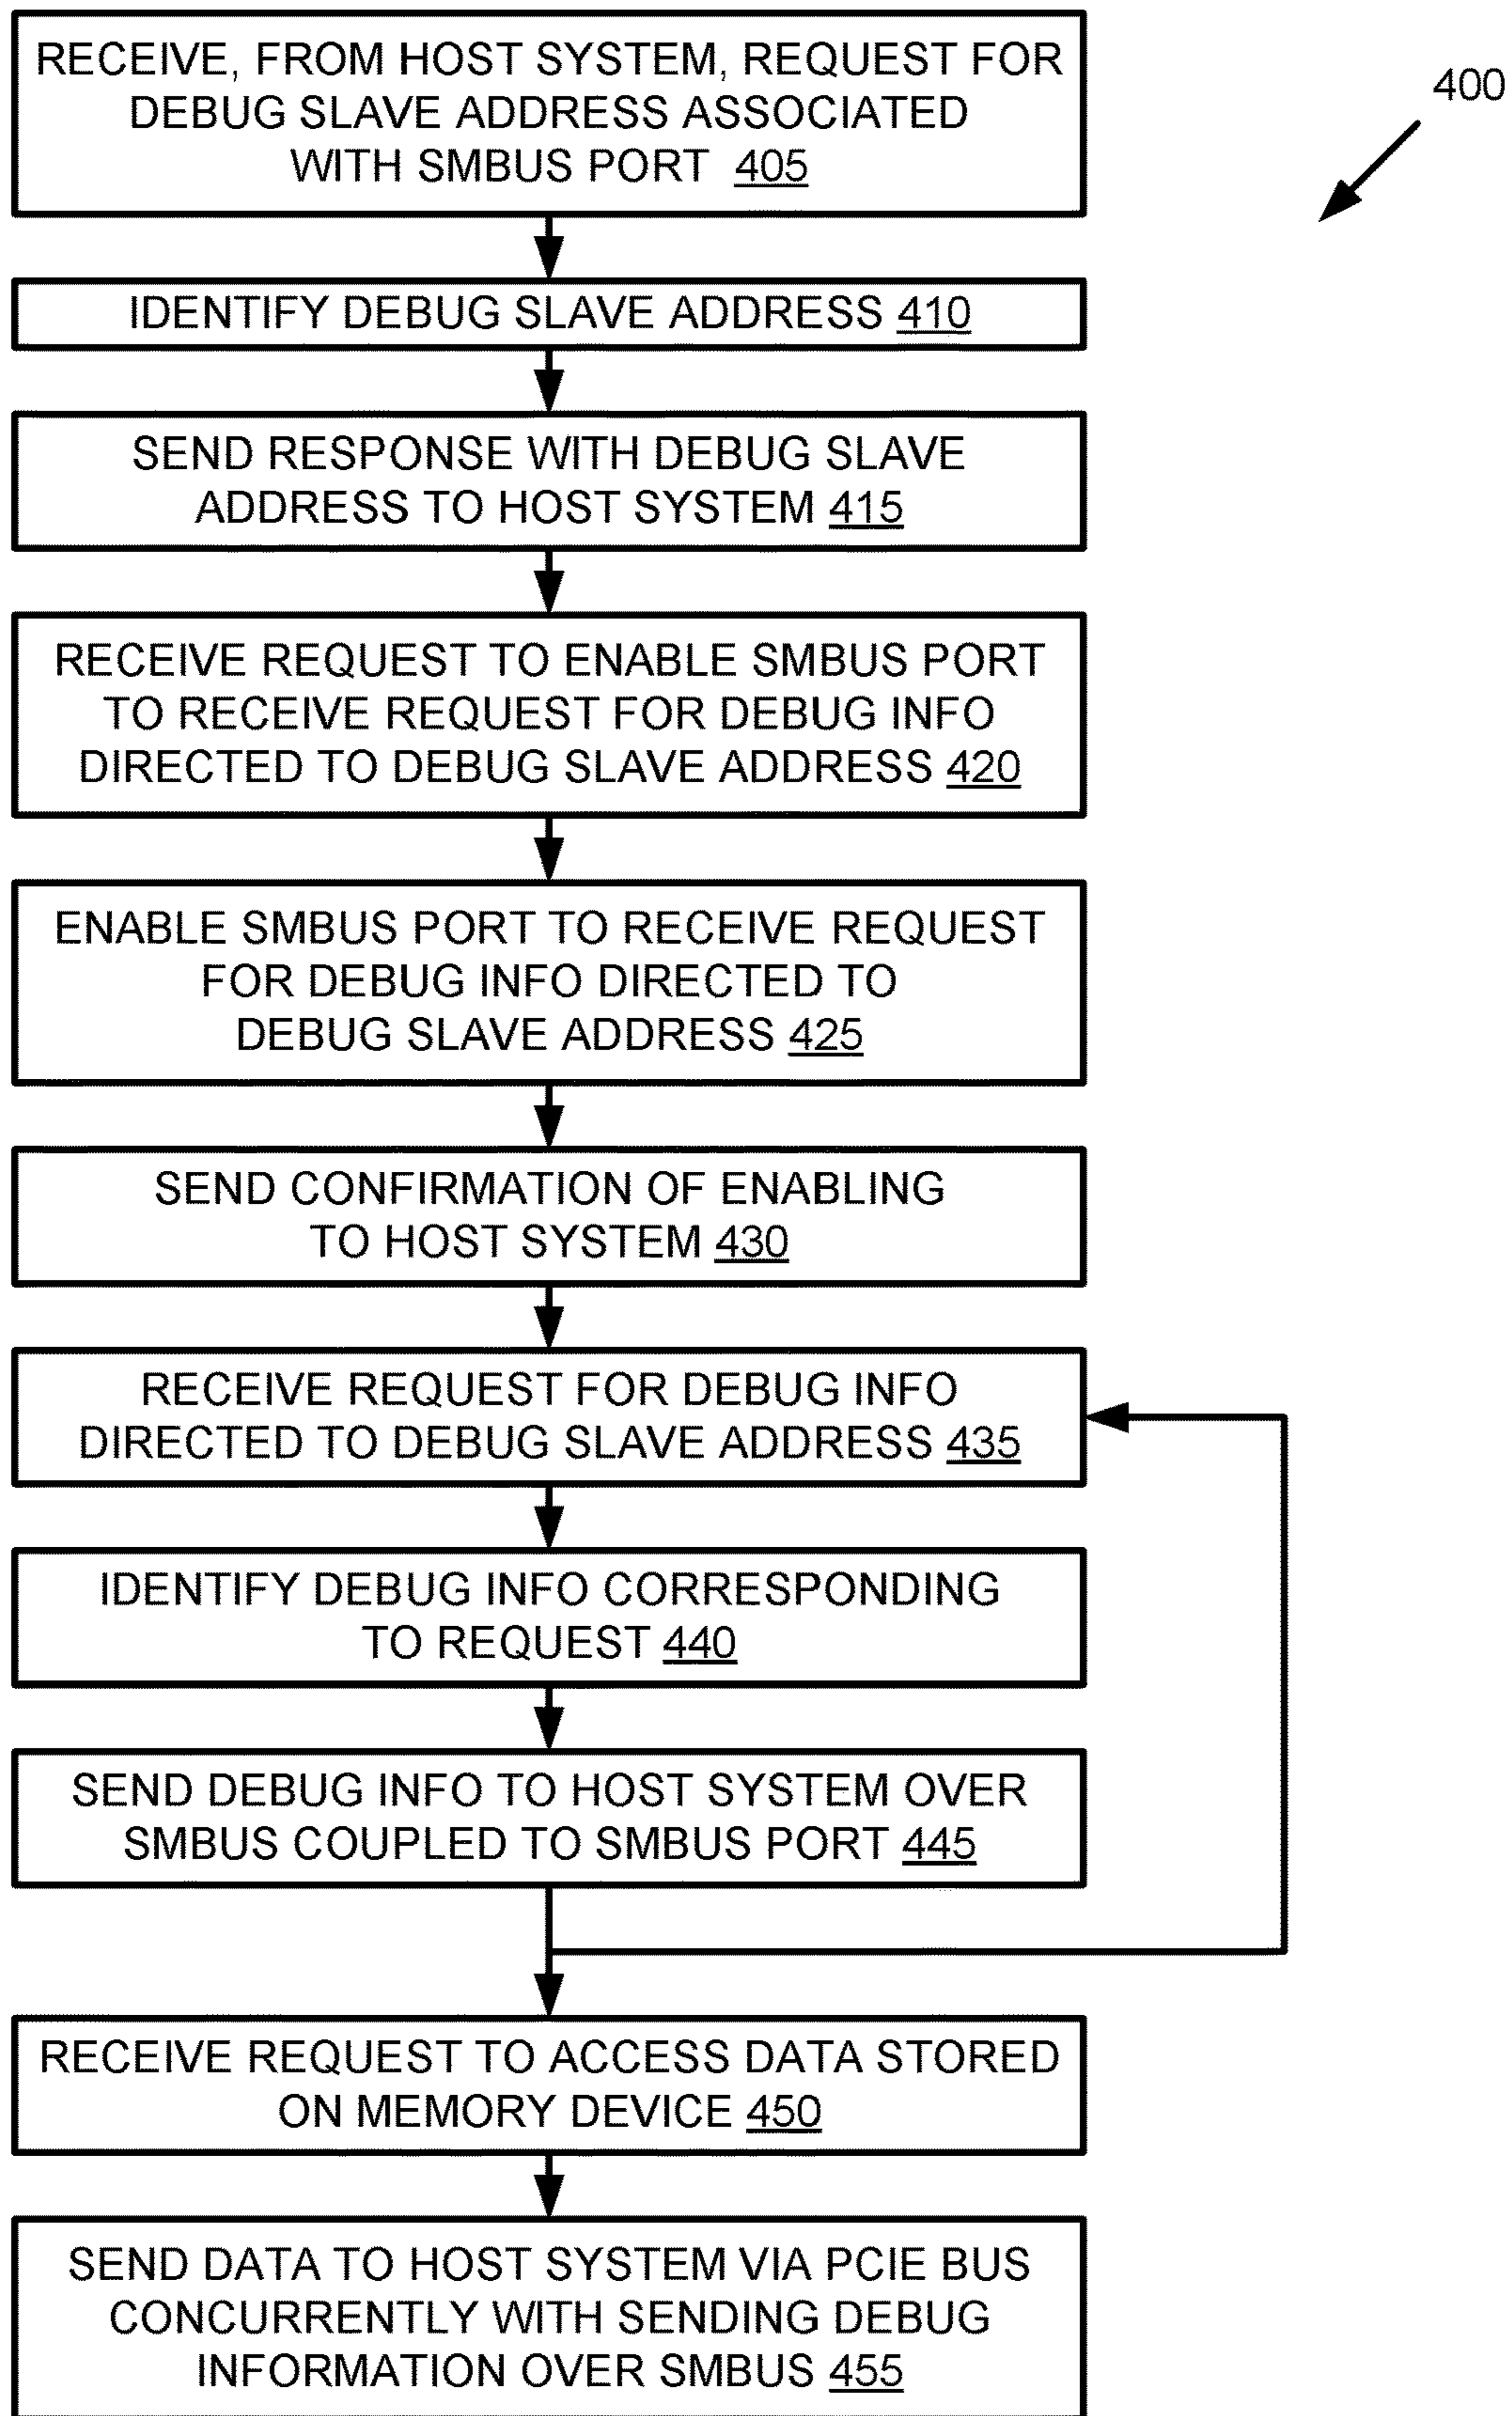 RECEIVE, FROM HOST SYSTEM, REQUEST FOR
DEBUG SLAVE ADDRESS ASSOCIATED
WITH SMBUS PORT 405
400
IDENTIFY DEBUG SLAVE ADDRESS 410
SEND RESPONSE WITH DEBUG SLAVE
ADDRESS TO HOST SYSTEM 415
RECEIVE REQUEST TO ENABLE SMBUS PORT
TO RECEIVE REQUEST FOR DEBUG INFO
DIRECTED TO DEBUG SLAVE ADDRESS 420
ENABLE SMBUS PORT TO RECEIVE REQUEST
FOR DEBUG INFO DIRECTED TO
DEBUG SLAVE ADDRESS 425
SEND CONFIRMATION OF ENABLING
TO HOST SYSTEM 430
RECEIVE REQUEST FOR DEBUG INFO
DIRECTED TO DEBUG SLAVE ADDRESS 435
IDENTIFY DEBUG INFO CORRESPONDING
TO REQUEST 440
SEND DEBUG INFO TO HOST SYSTEM OVER
SMBUS COUPLED TO SMBUS PORT 445
RECEIVE REQUEST TO ACCESS DATA STORED
ON MEMORY DEVICE 450
SEND DATA TO HOST SYSTEM VIA PCIE BUS
CONCURRENTLY WITH SENDING DEBUG
INFORMATION OVER SMBUS 455